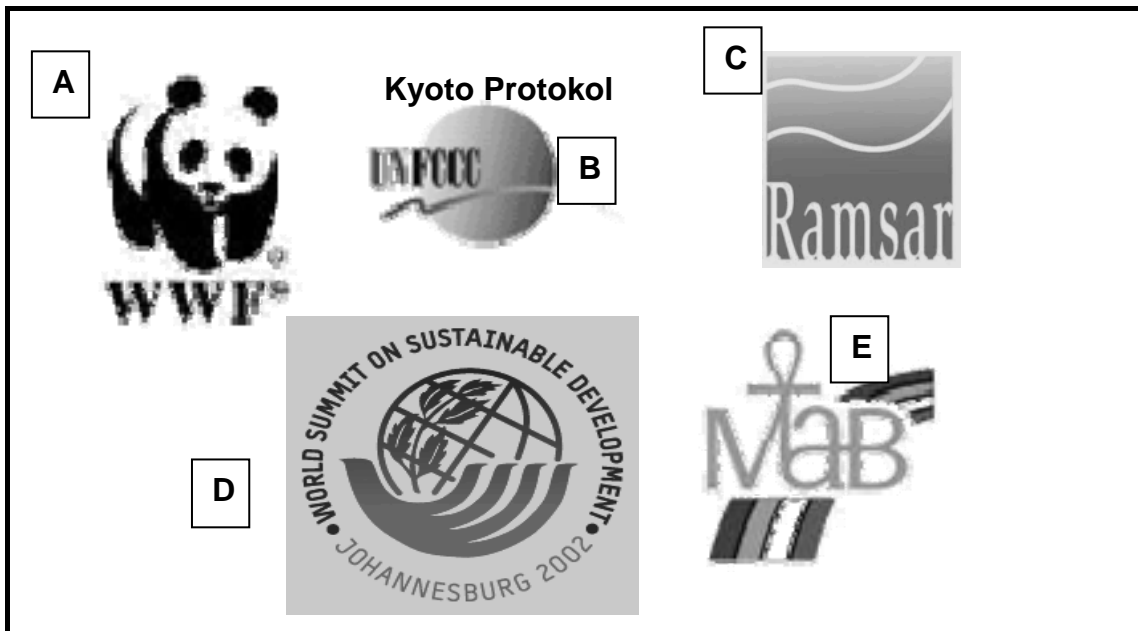 A
WWF®
Kyoto Protokol
UNFCCC
B
C
Ramsar
D
• WORLD SUMMIT ON SUSTAINABLE DEVELOPMENT •
JOHANNESBURG 2002
E
MaB